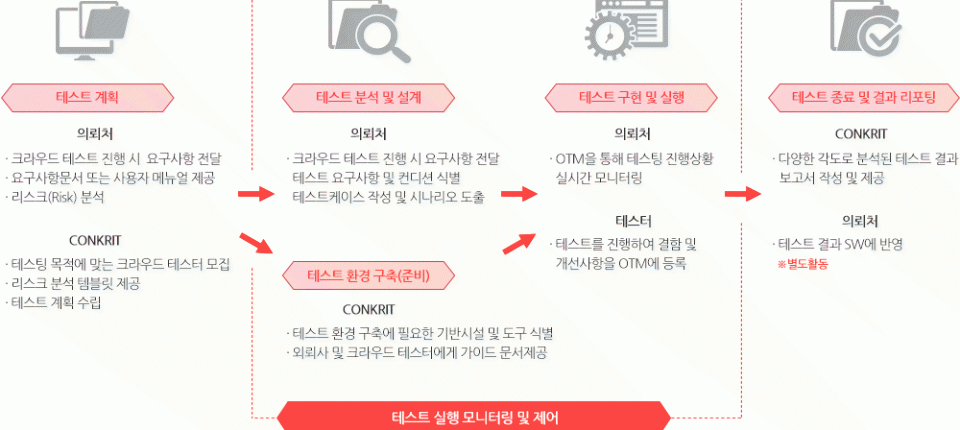 테스트 계획
의뢰처
· 크라우드 테스트 진행 시 요구사항 전달
· 요구사항문서 또는 사용자 메뉴얼 제공
· 리스크(Risk) 분석
CONKRIT
· 테스팅 목적에 맞는 크라우드 테스터 모집
· 리스크 분석 템블릿 제공
· 테스트 계획 수립
테스트 분석 및 설계
의뢰처
· 크라우드 테스트 진행 시 요구사항 전달
테스트 요구사항 및 컨디션 식별
테스트케이스 작성 및 시나리오 도출
테스트 환경 구축(준비)
CONKRIT
· 테스트 환경 구축에 필요한 기반시설 및 도구 식별
· 외뢰사 및 크라우드 테스터에게 가이드 문서제공
테스트 구현 및 실행
의뢰처
· OTM을 통해 테스팅 진행상황
실시간 모니터링
테스터
· 테스트를 진행하여 결함 및
개선사항을 OTM에 등록
테스트 종료 및 결과 리포팅
CONKRIT
· 다양한 각도로 분석된 테스트 결과
보고서 작성 및 제공
의뢰처
· 테스트 결과 SW에 반영
※별도활동
테스트 실행 모니터링 및 제어